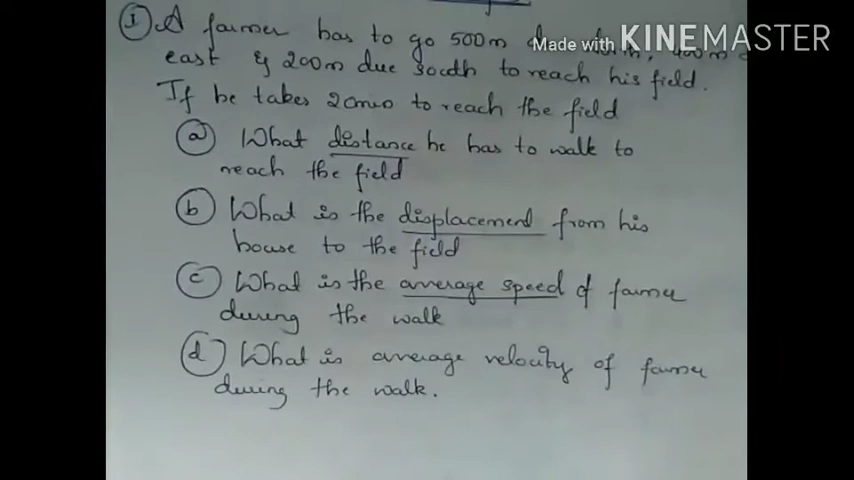 ① A farmer has to go 500m due
Made with KINEMASTER
east & 200m due south to reach his field.
If he takes 20min to reach the field
ⓐ What distance he has to walk to
reach the field
ⓑ What is the displacement from his
house to the field
ⓒ What is the average speed of farmer
during the walk
ⓓ What is average velocity of farmer
during the walk.